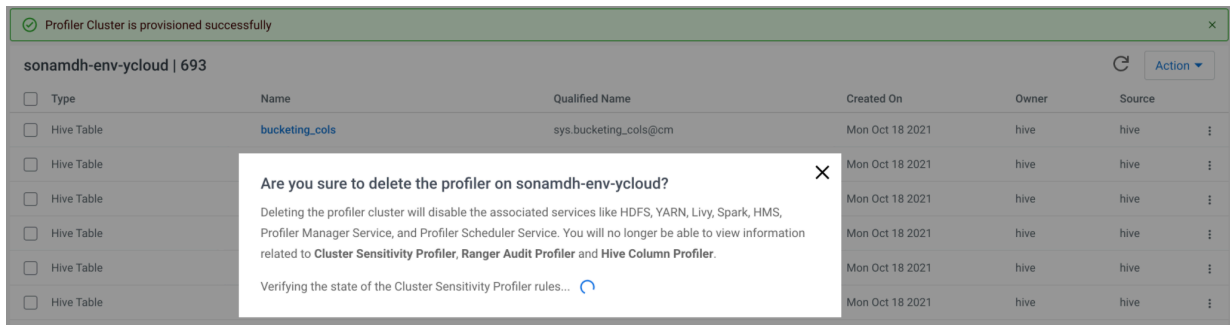 Profiler Cluster is provisioned successfully
sonamdh-env-ycloud | 693
Action
Type Name Qualified Name Created On Owner Source
Hive Table bucketing_cols sys.bucketing_cols@cm Mon Oct 18 2021 hive hive
Hive Table Mon Oct 18 2021 hive hive
Hive Table Mon Oct 18 2021 hive hive
Hive Table Mon Oct 18 2021 hive hive
Hive Table Mon Oct 18 2021 hive hive
Hive Table Mon Oct 18 2021 hive hive
Are you sure to delete the profiler on sonamdh-env-ycloud?
Deleting the profiler cluster will disable the associated services like HDFS, YARN, Livy, Spark, HMS,
Profiler Manager Service, and Profiler Scheduler Service. You will no longer be able to view information
related to Cluster Sensitivity Profiler, Ranger Audit Profiler and Hive Column Profiler.
Verifying the state of the Cluster Sensitivity Profiler rules...